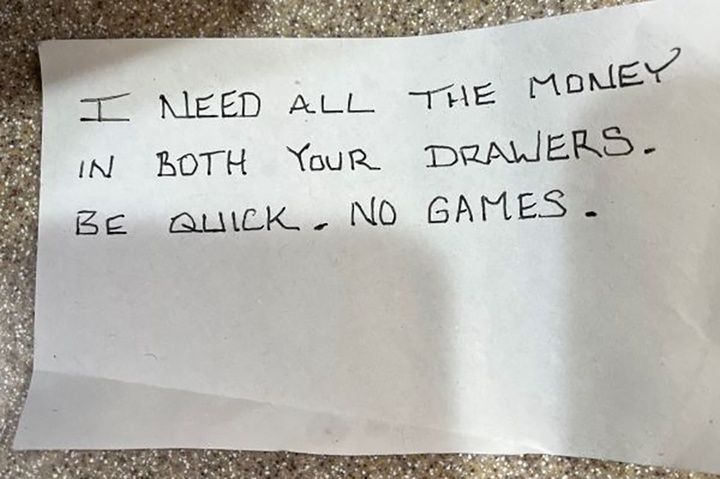 I NEED ALL THE MONEY
IN BOTH YOUR DRAWERS.
BE QUICK. NO GAMES.